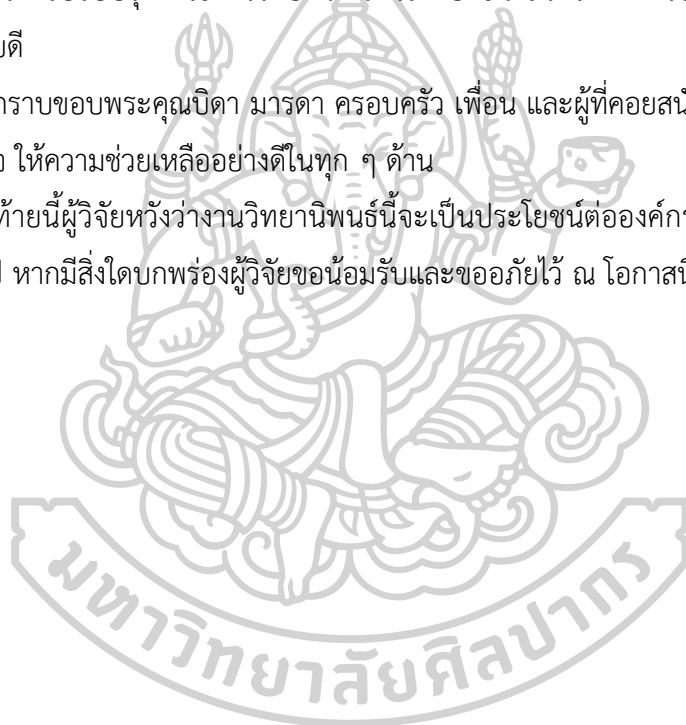 ยดี
กราบขอบพระคุณบิดา มารดา ครอบครัว เพื่อน และผู้ที่คอยสนั
ให้ความช่วยเหลืออย่างดีในทุก ๆ ด้าน
ท้ายนี้ผู้วิจัยหวังว่างานวิทยานิพนธ์นี้จะเป็นประโยชน์ต่อองค์กร
หากมีสิ่งใดบกพร่องผู้วิจัยขอน้อมรับและขออภัยไว้ ณ โอกาสนี้
มหาวิทยาลัยศิลปากร